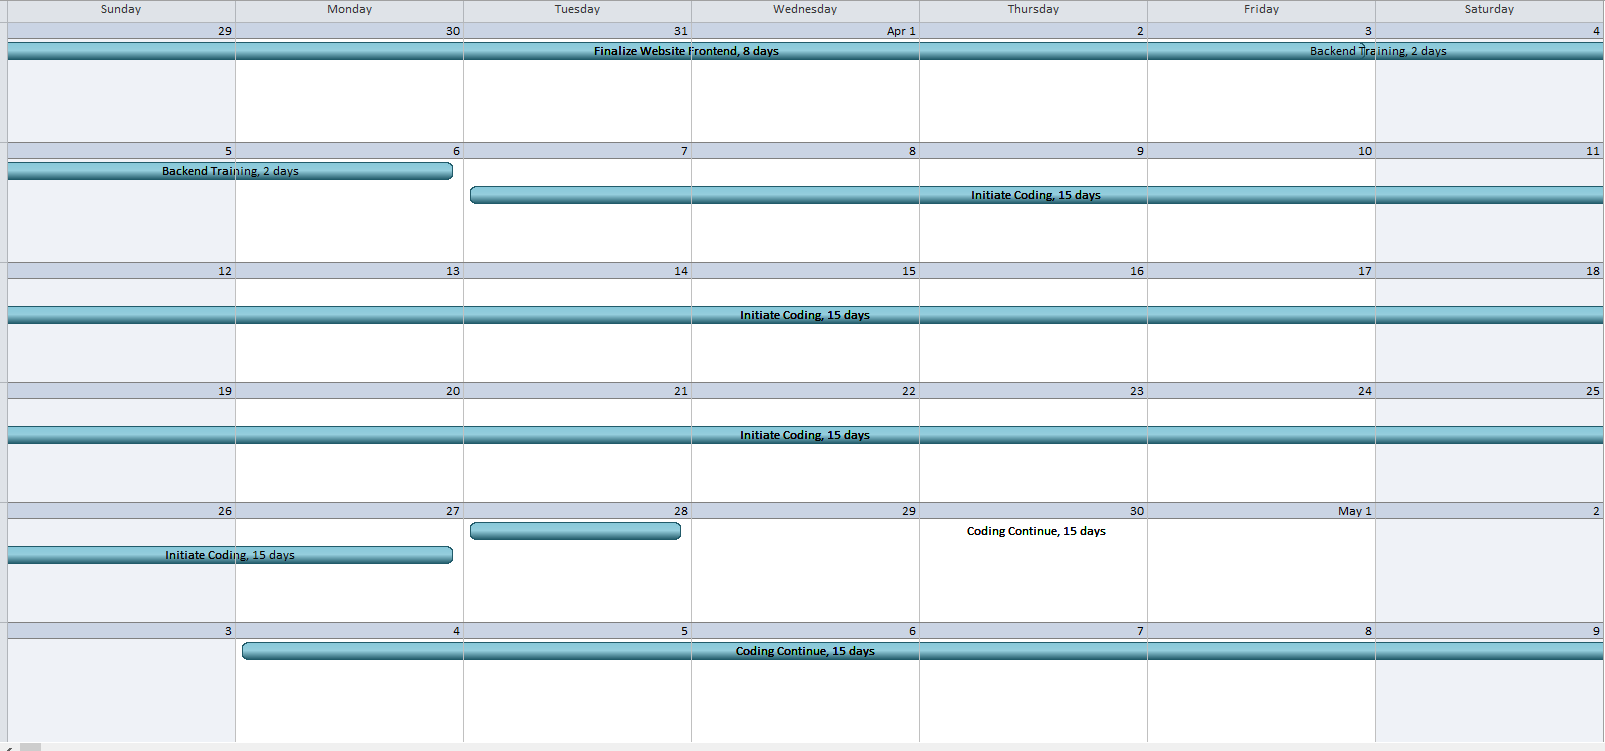 Sunday Monday Tuesday Wednesday Thursday Friday Saturday
29 30 31 Apr 1 2 3 4
Finalize Website Frontend, 8 days Backend Training, 2 days
5 6 7 8 9 10 11
Backend Training, 2 days
Initiate Coding, 15 days
12 13 14 15 16 17 18
Initiate Coding, 15 days
19 20 21 22 23 24 25
Initiate Coding, 15 days
26 27 28 29 30 May 1 2
Coding Continue, 15 days
Initiate Coding, 15 days
3 4 5 6 7 8 9
Coding Continue, 15 days